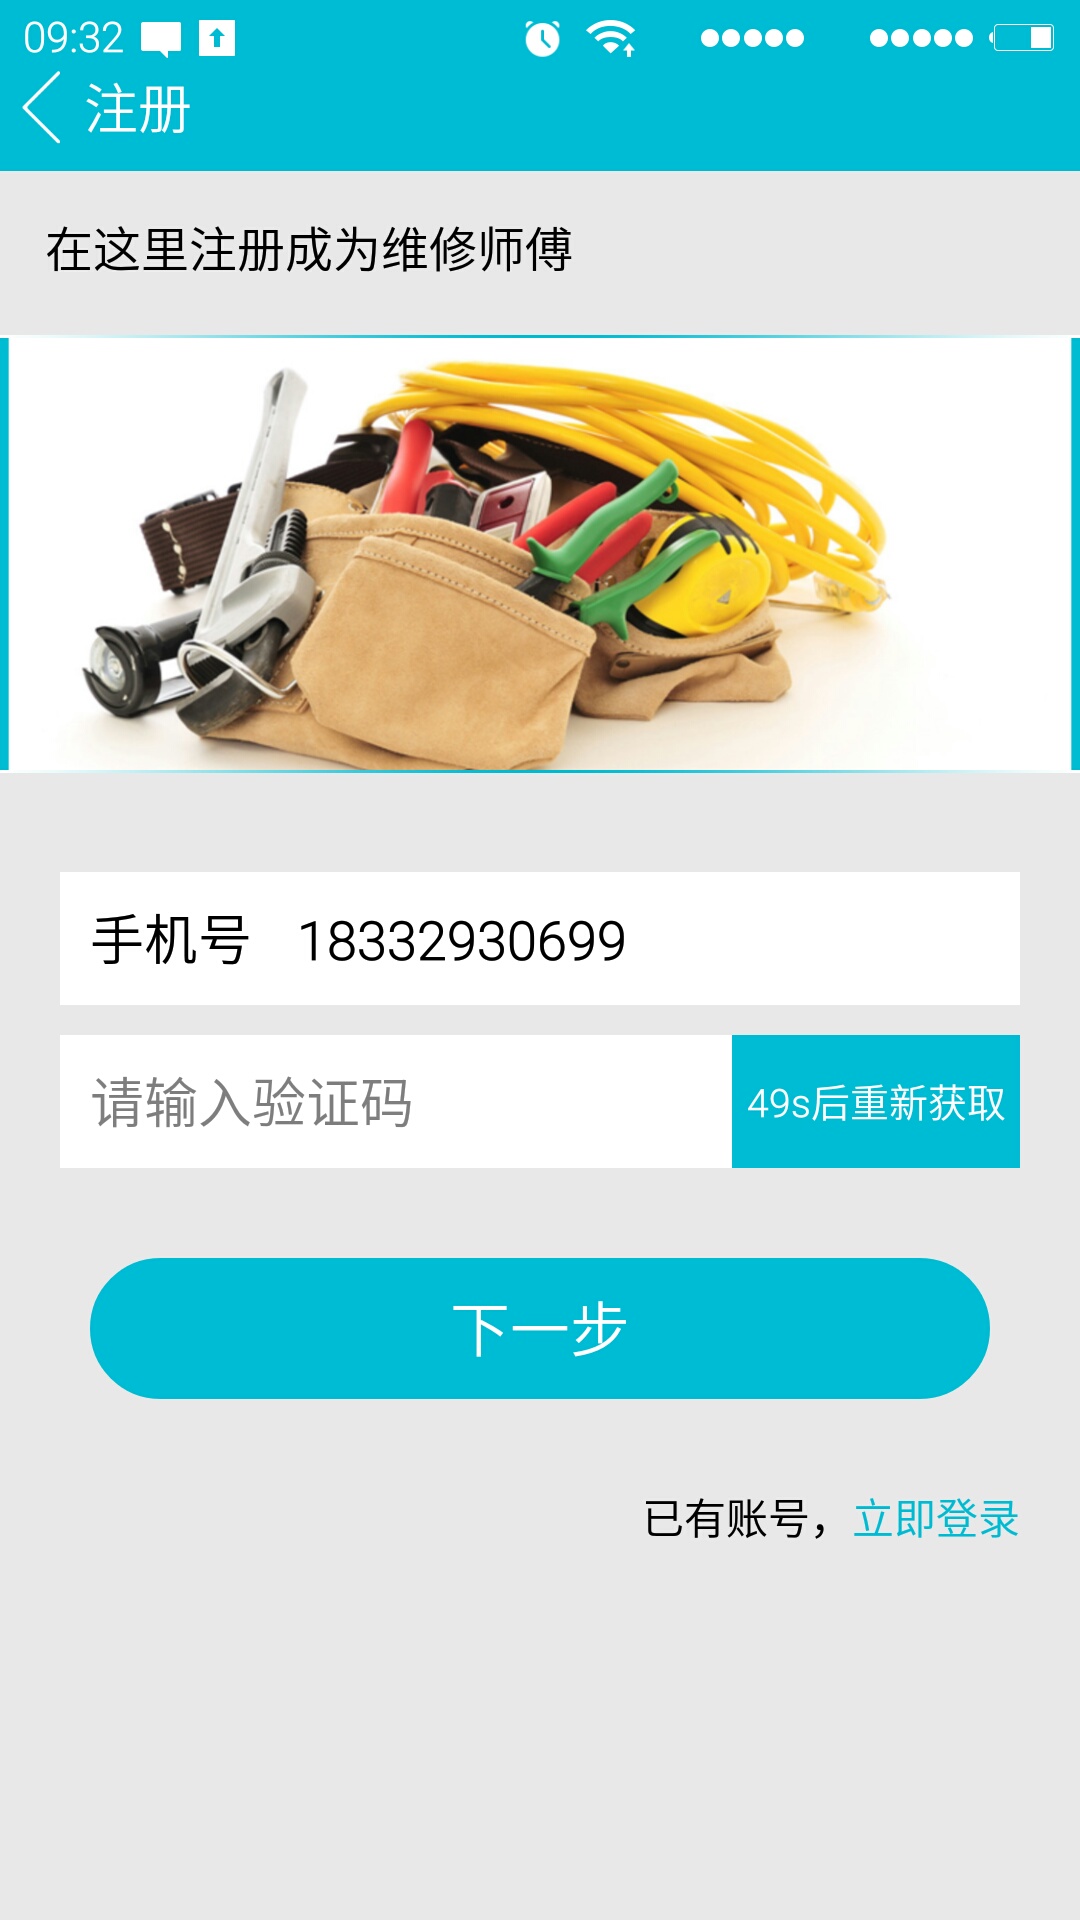 09:32
注册
在这里注册成为维修师傅
手机号 18332930699
请输入验证码 49s后重新获取
下一步
已有账号，立即登录